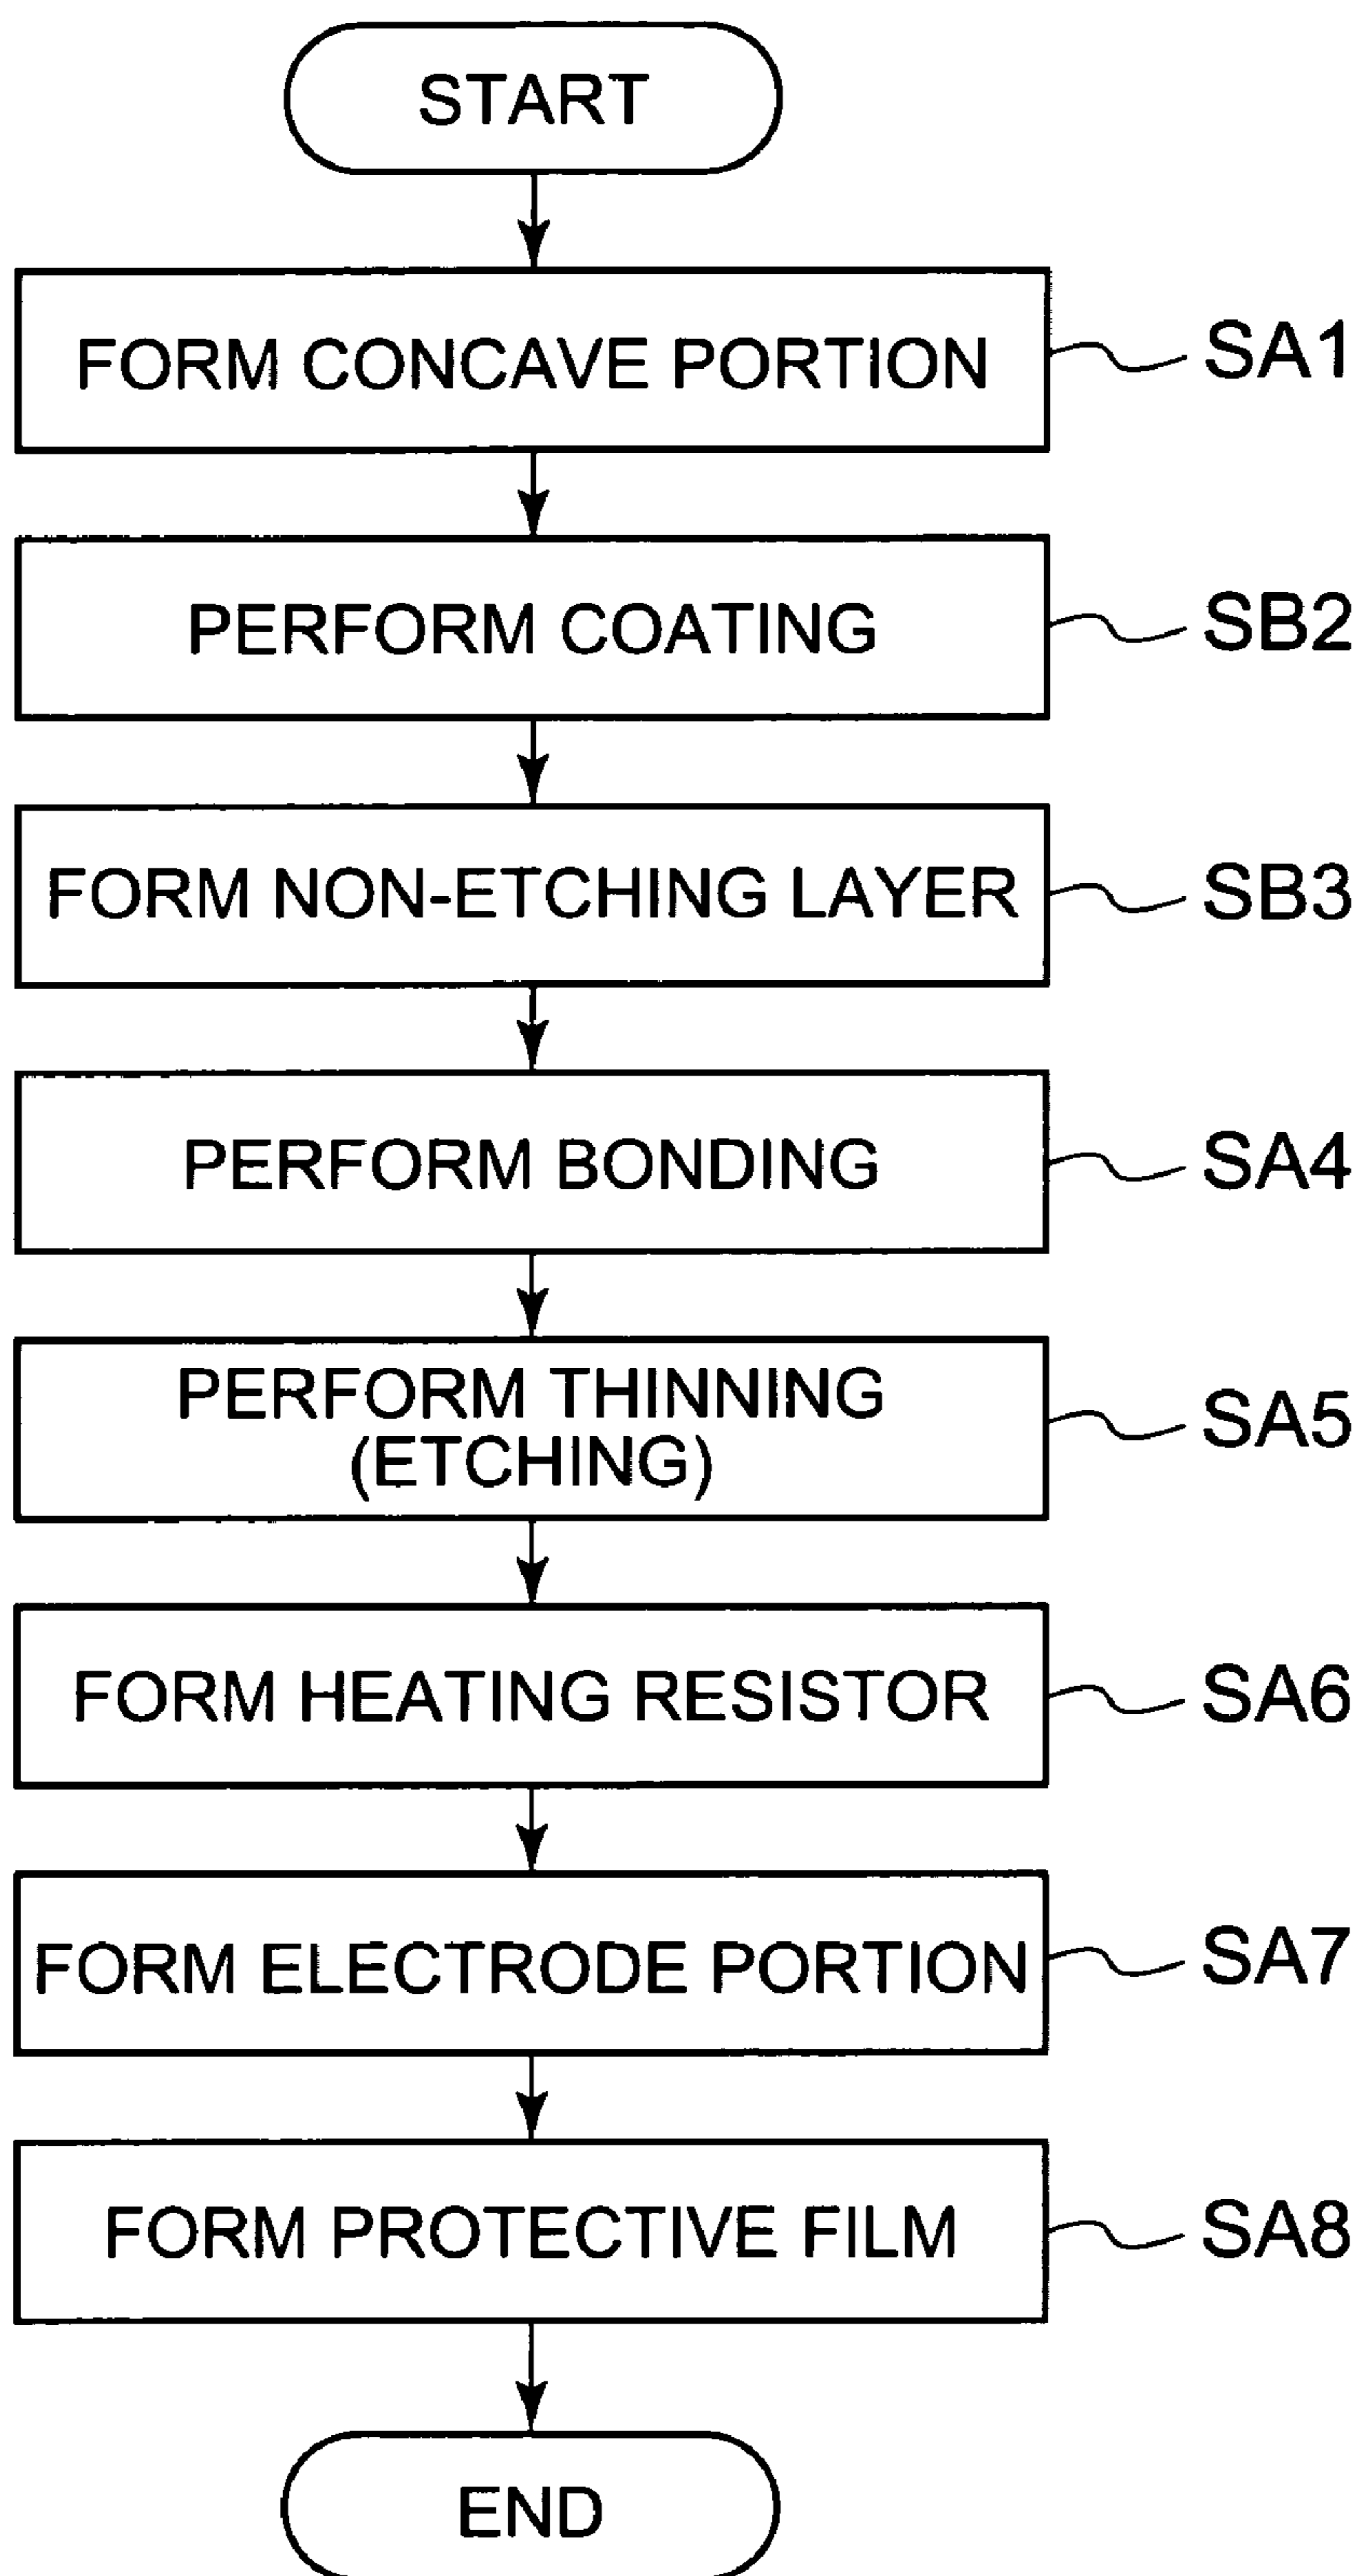 START
FORM CONCAVE PORTION
SA1
PERFORM COATING
SB2
FORM NON-ETCHING LAYER
SB3
PERFORM BONDING
SA4
PERFORM THINNING
(ETCHING)
SA5
FORM HEATING RESISTOR
SA6
FORM ELECTRODE PORTION
SA7
FORM PROTECTIVE FILM
SA8
END